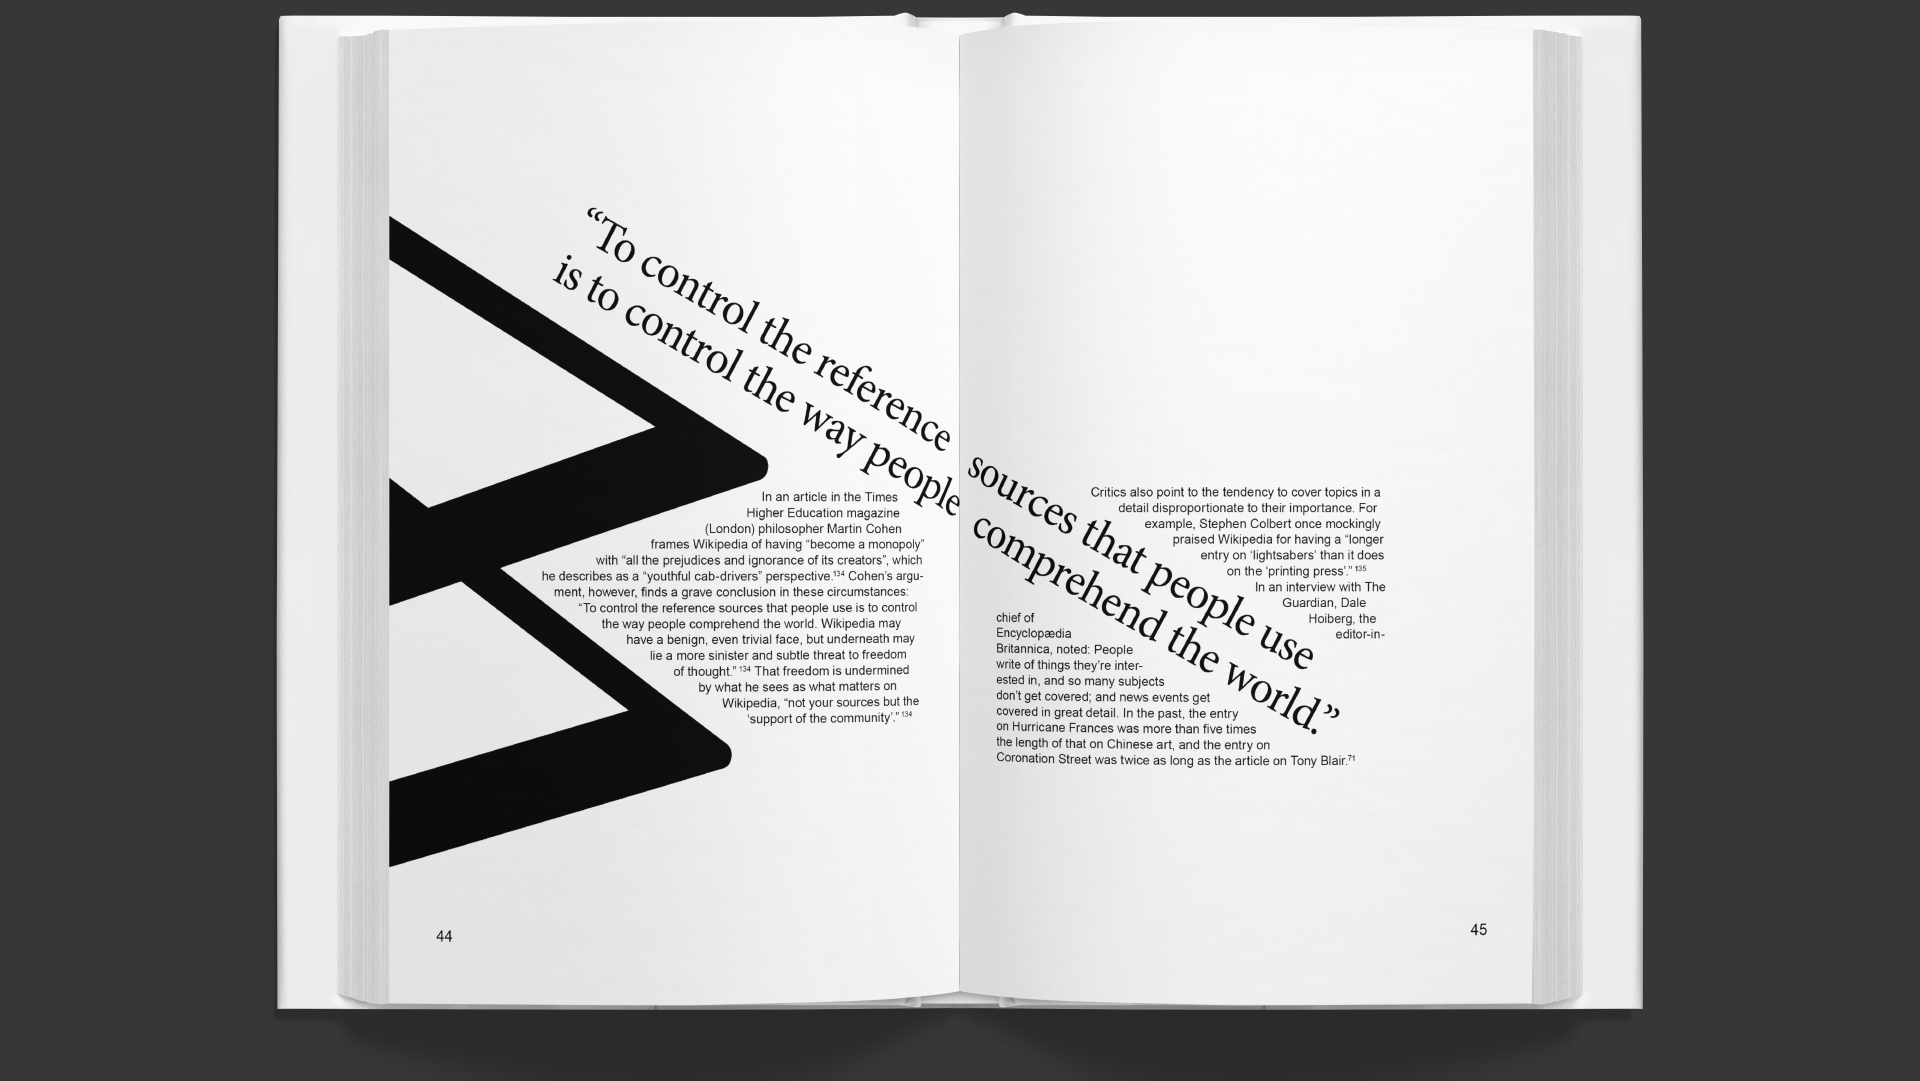 “To control the reference sources that people use
is to control the way people comprehend the world.”
In an article in the Times
Higher Education magazine
(London) philosopher Martin Cohen
frames Wikipedia of having “become a monopoly”
with “all the prejudices and ignorance of its creators”, which
he describes as a “youthful cab-drivers” perspective.134 Cohen’s argu-
ment, however, finds a grave conclusion in these circumstances:
“To control the reference sources that people use is to control
the way people comprehend the world. Wikipedia may
have a benign, even trivial face, but underneath may
lie a more sinister and subtle threat to freedom
of thought.” 134 That freedom is undermined
by what he sees as what matters on
Wikipedia, “not your sources but the
‘support of the community’.” 134
44
Critics also point to the tendency to cover topics in a
detail disproportionate to their importance. For
example, Stephen Colbert once mockingly
praised Wikipedia for having a “longer
entry on ‘lightsabers’ than it does
on the ‘printing press’.” 135
In an interview with The
Guardian, Dale
Hoiberg, the
editor-in-
chief of
Encyclopædia
Britannica, noted: People
write of things they’re inter-
ested in, and so many subjects
don’t get covered; and news events get
covered in great detail. In the past, the entry
on Hurricane Frances was more than five times
the length of that on Chinese art, and the entry on
Coronation Street was twice as long as the article on Tony Blair.71
45